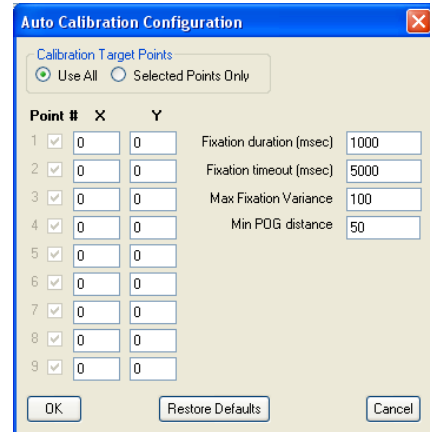 Auto Calibration Configuration
Calibration Target Points
Use All Selected Points Only
Point # X Y
1 0 0 Fixation duration (msec) 1000
2 0 0 Fixation timeout (msec) 5000
3 0 0 Max Fixation Variance 100
4 0 0 Min POG distance 50
5 0 0
6 0 0
7 0 0
8 0 0
9 0 0
OK Restore Defaults Cancel